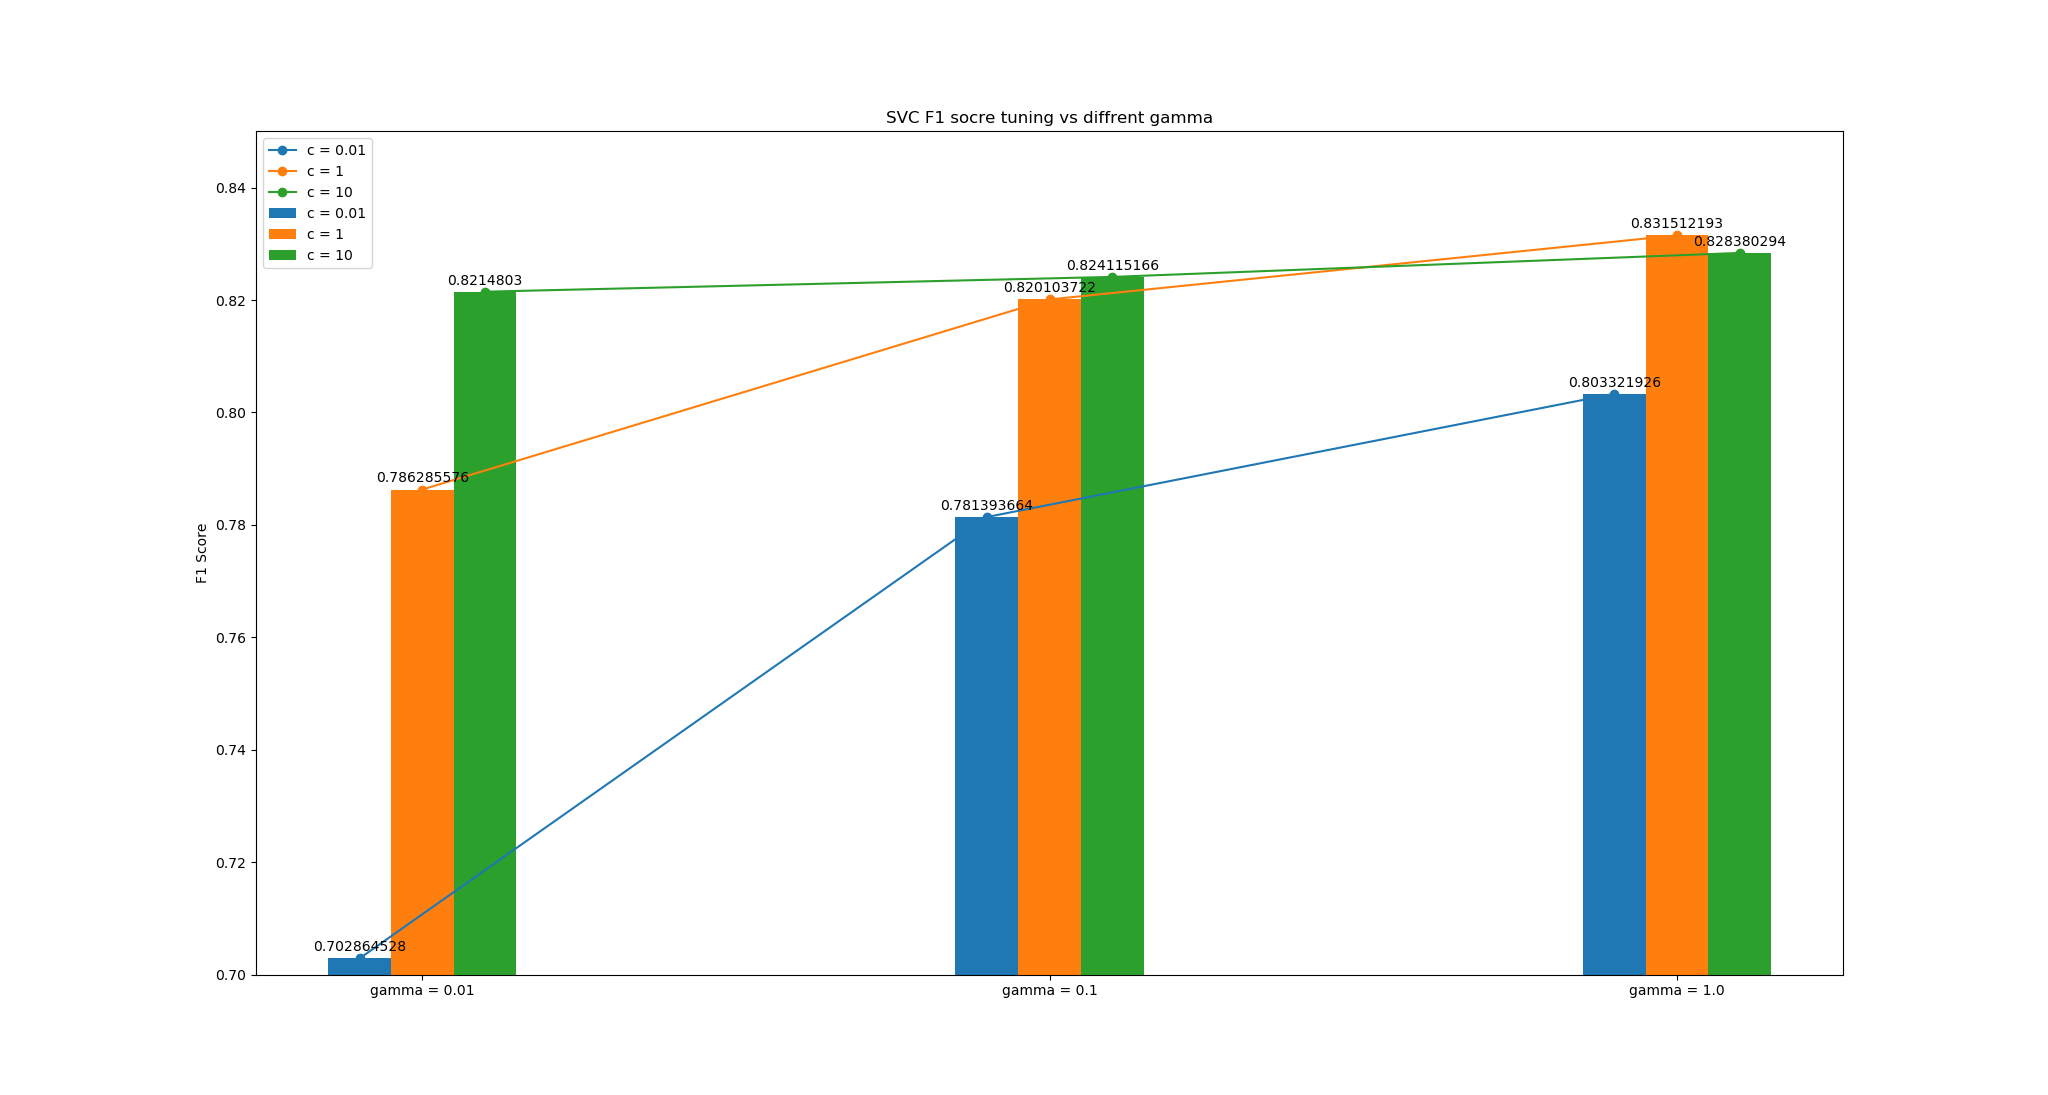 SVC F1 socre tuning vs diffrent gamma
c = 0.01
c = 1
c = 10
c = 0.01
c = 1
c = 10
F1 Score
0.84
0.82
0.80
0.78
0.76
0.74
0.72
0.70
0.702864528
0.786285576
0.8214803
0.781393664
0.820103722
0.824115166
0.803321926
0.831512193
0.828380294
gamma = 0.01
gamma = 0.1
gamma = 1.0